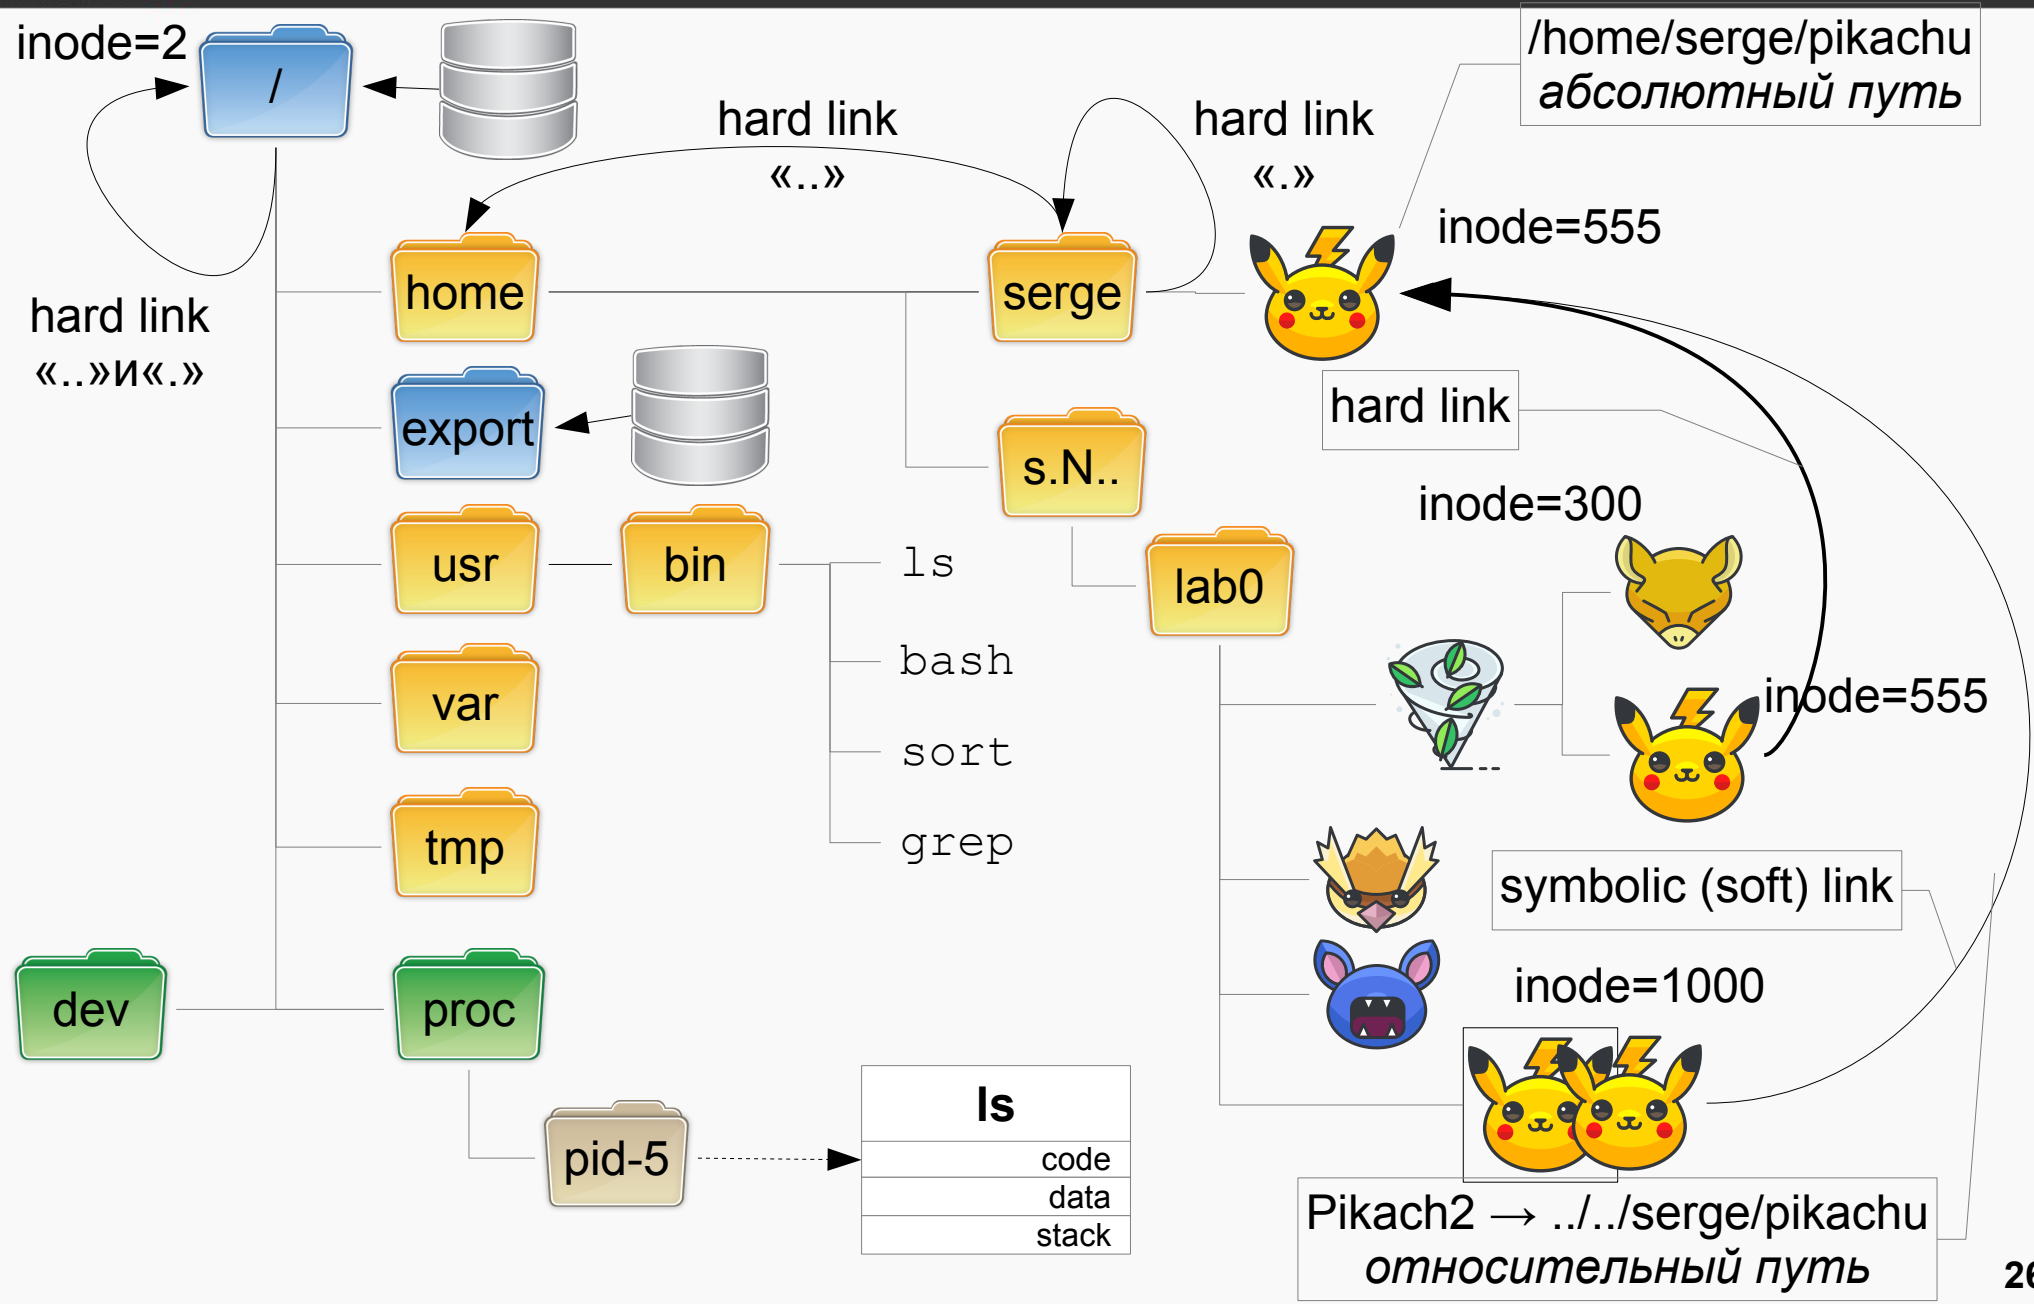 inode=2
/
hard link
«..»
hard link
«.»
/home/serge/pikachu
абсолютный путь
inode=555
hard link
«..»и«.»
home
serge
export
hard link
s.N..
inode=300
usr
bin
ls
bash
sort
grep
lab0
inode=555
var
tmp
symbolic (soft) link
inode=1000
dev
proc
pid-5
ls
code
data
stack
Pikach2 → ../../serge/pikachu
относительный путь